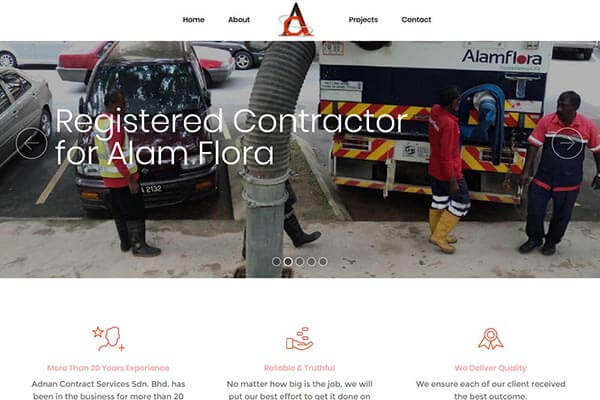 Home About Projects Contact
Alamflora
Registered Contractor
for Alam Flora
A 2132
More Than 20 Years Experience
Reliable & Truthful
We Deliver Quality
Adnan Contract Services Sdn. Bhd. has
been in the business for more than 20
No matter how big is the job, we will
put our best effort to get it done on
We ensure each of our client received
the best outcome.